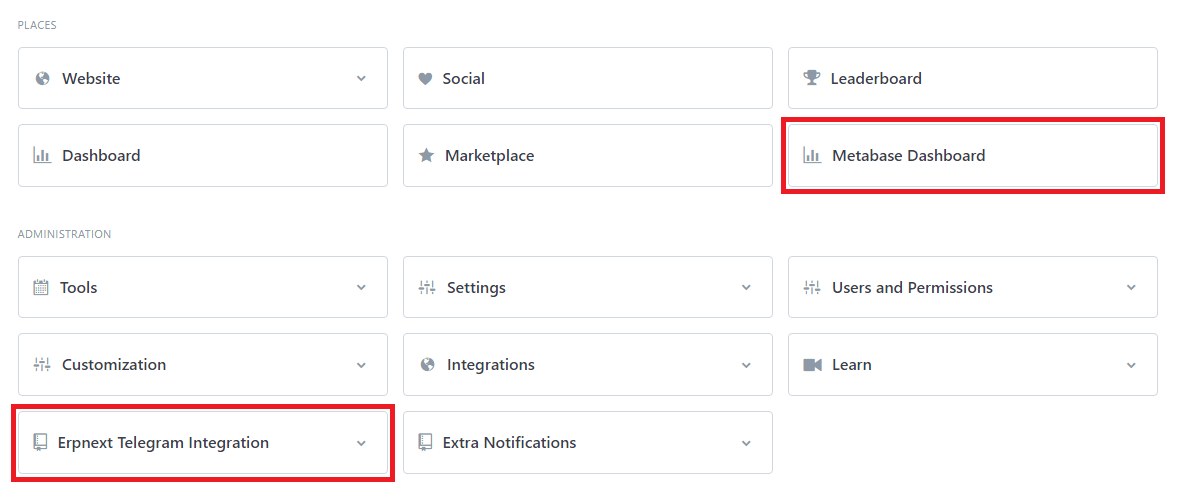 PLACES
Website
Social
Leaderboard
Dashboard
Marketplace
Metabase Dashboard
ADMINISTRATION
Tools
Settings
Users and Permissions
Customization
Integrations
Learn
Erpnext Telegram Integration
Extra Notifications